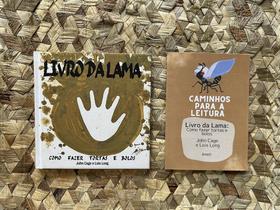 LIVRO DA LAMA
COMO FAZER TORTAS E BOLOS
John Cage e Lois Long
CAMINHOS
PARA A
LEITURA
Livro da Lama:
Como fazer tortas e
bolos
John Cage
e Lois Long